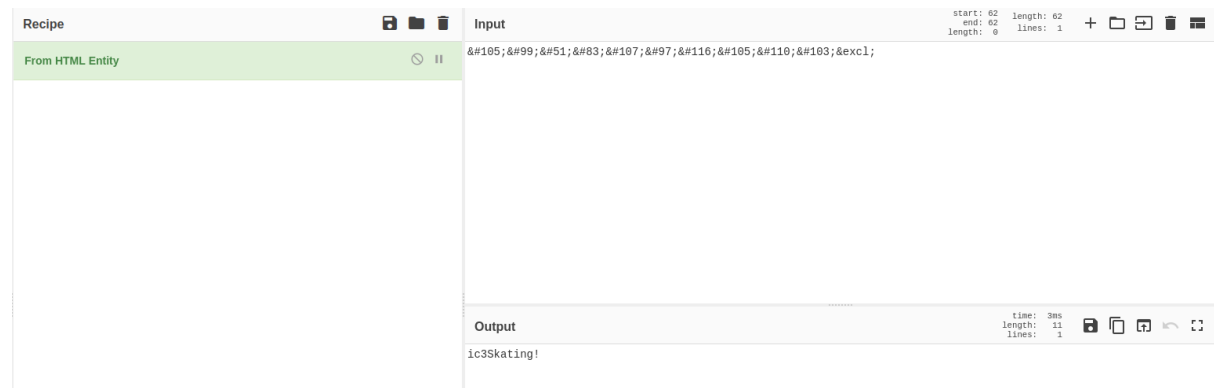 Recipe
From HTML Entity
Input
start: 62
end: 62
length: 0
length: 62
lines: 1
&#105;&#99;&#51;&#83;&#107;&#97;&#116;&#105;&#110;&#103;&excl;
Output
time: 3ms
length: 11
lines: 1
ic3Skating!